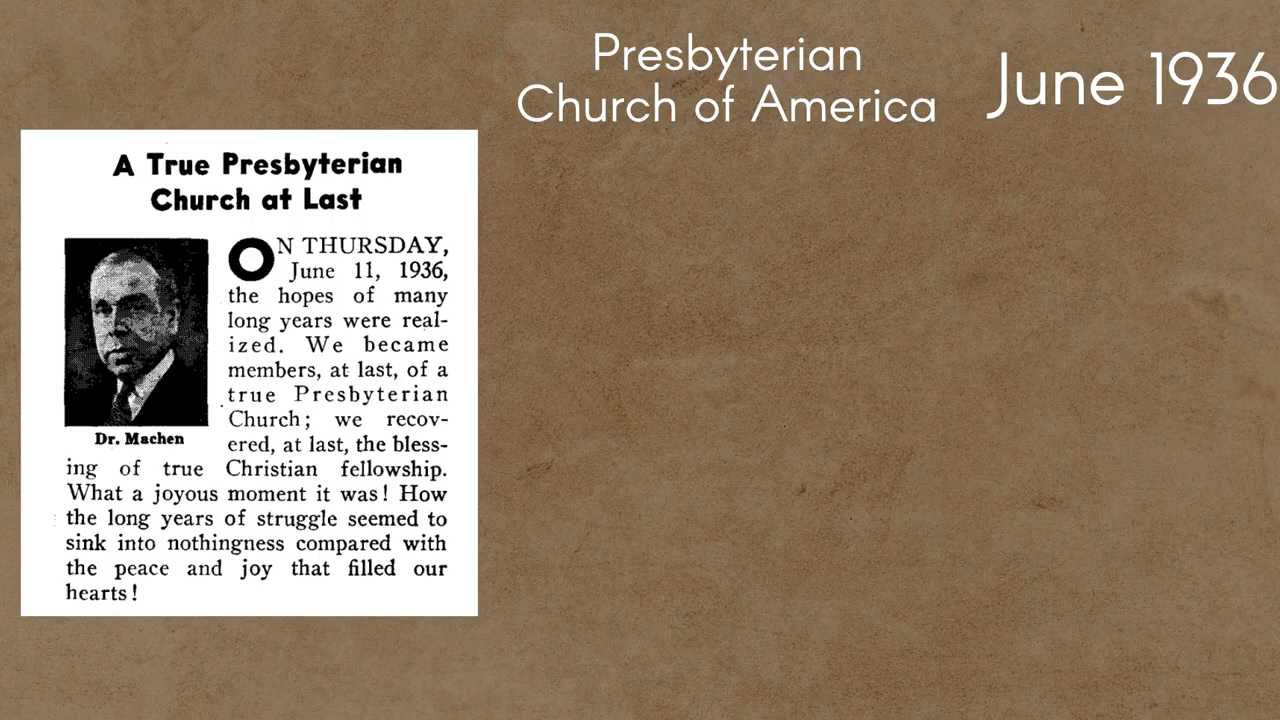 Presbyterian
Church of America
June 1936
A True Presbyterian
Church at Last
ON THURSDAY,
June 11, 1936,
the hopes of many
long years were real-
ized. We became
members, at last, of a
true Presbyterian
Church; we recov-
ered, at last, the bless-
Dr. Machen
ing of true Christian fellowship.
What a joyous moment it was! How
the long years of struggle seemed to
sink into nothingness compared with
the peace and joy that filled our
hearts!